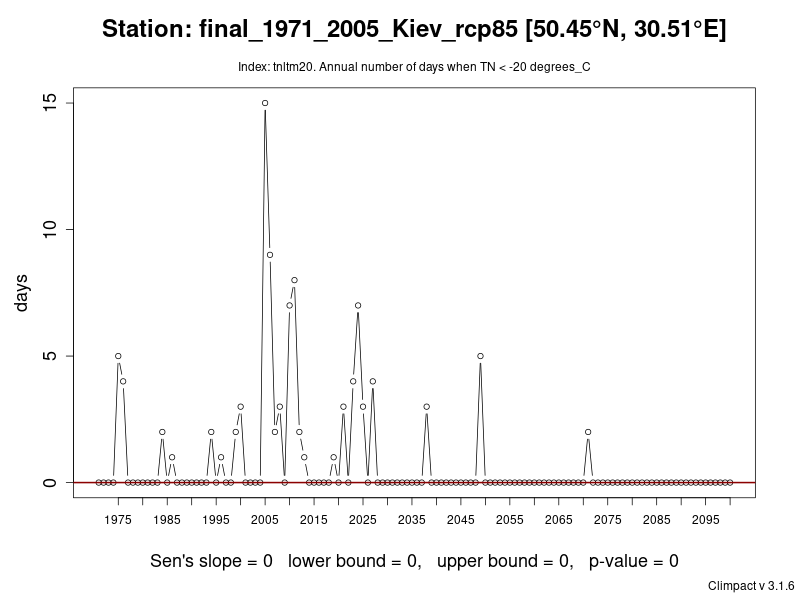 Station: final_1971_2005_Kiev_rcp85 [50.45°N, 30.51°E]
Index: tnltm20. Annual number of days when TN < -20 degrees_C
15
10
5
0
days
1975 1985 1995 2005 2015 2025 2035 2045 2055 2065 2075 2085 2095
Sen's slope = 0 lower bound = 0, upper bound = 0, p-value = 0
Climpact v 3.1.6